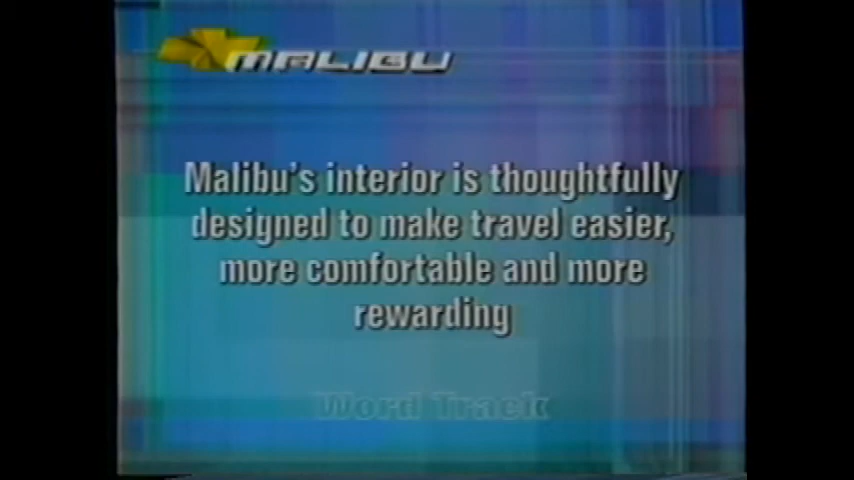 MALIBU
Malibu's interior is thoughtfully
designed to make travel easier,
more comfortable and more
rewarding
Word Track